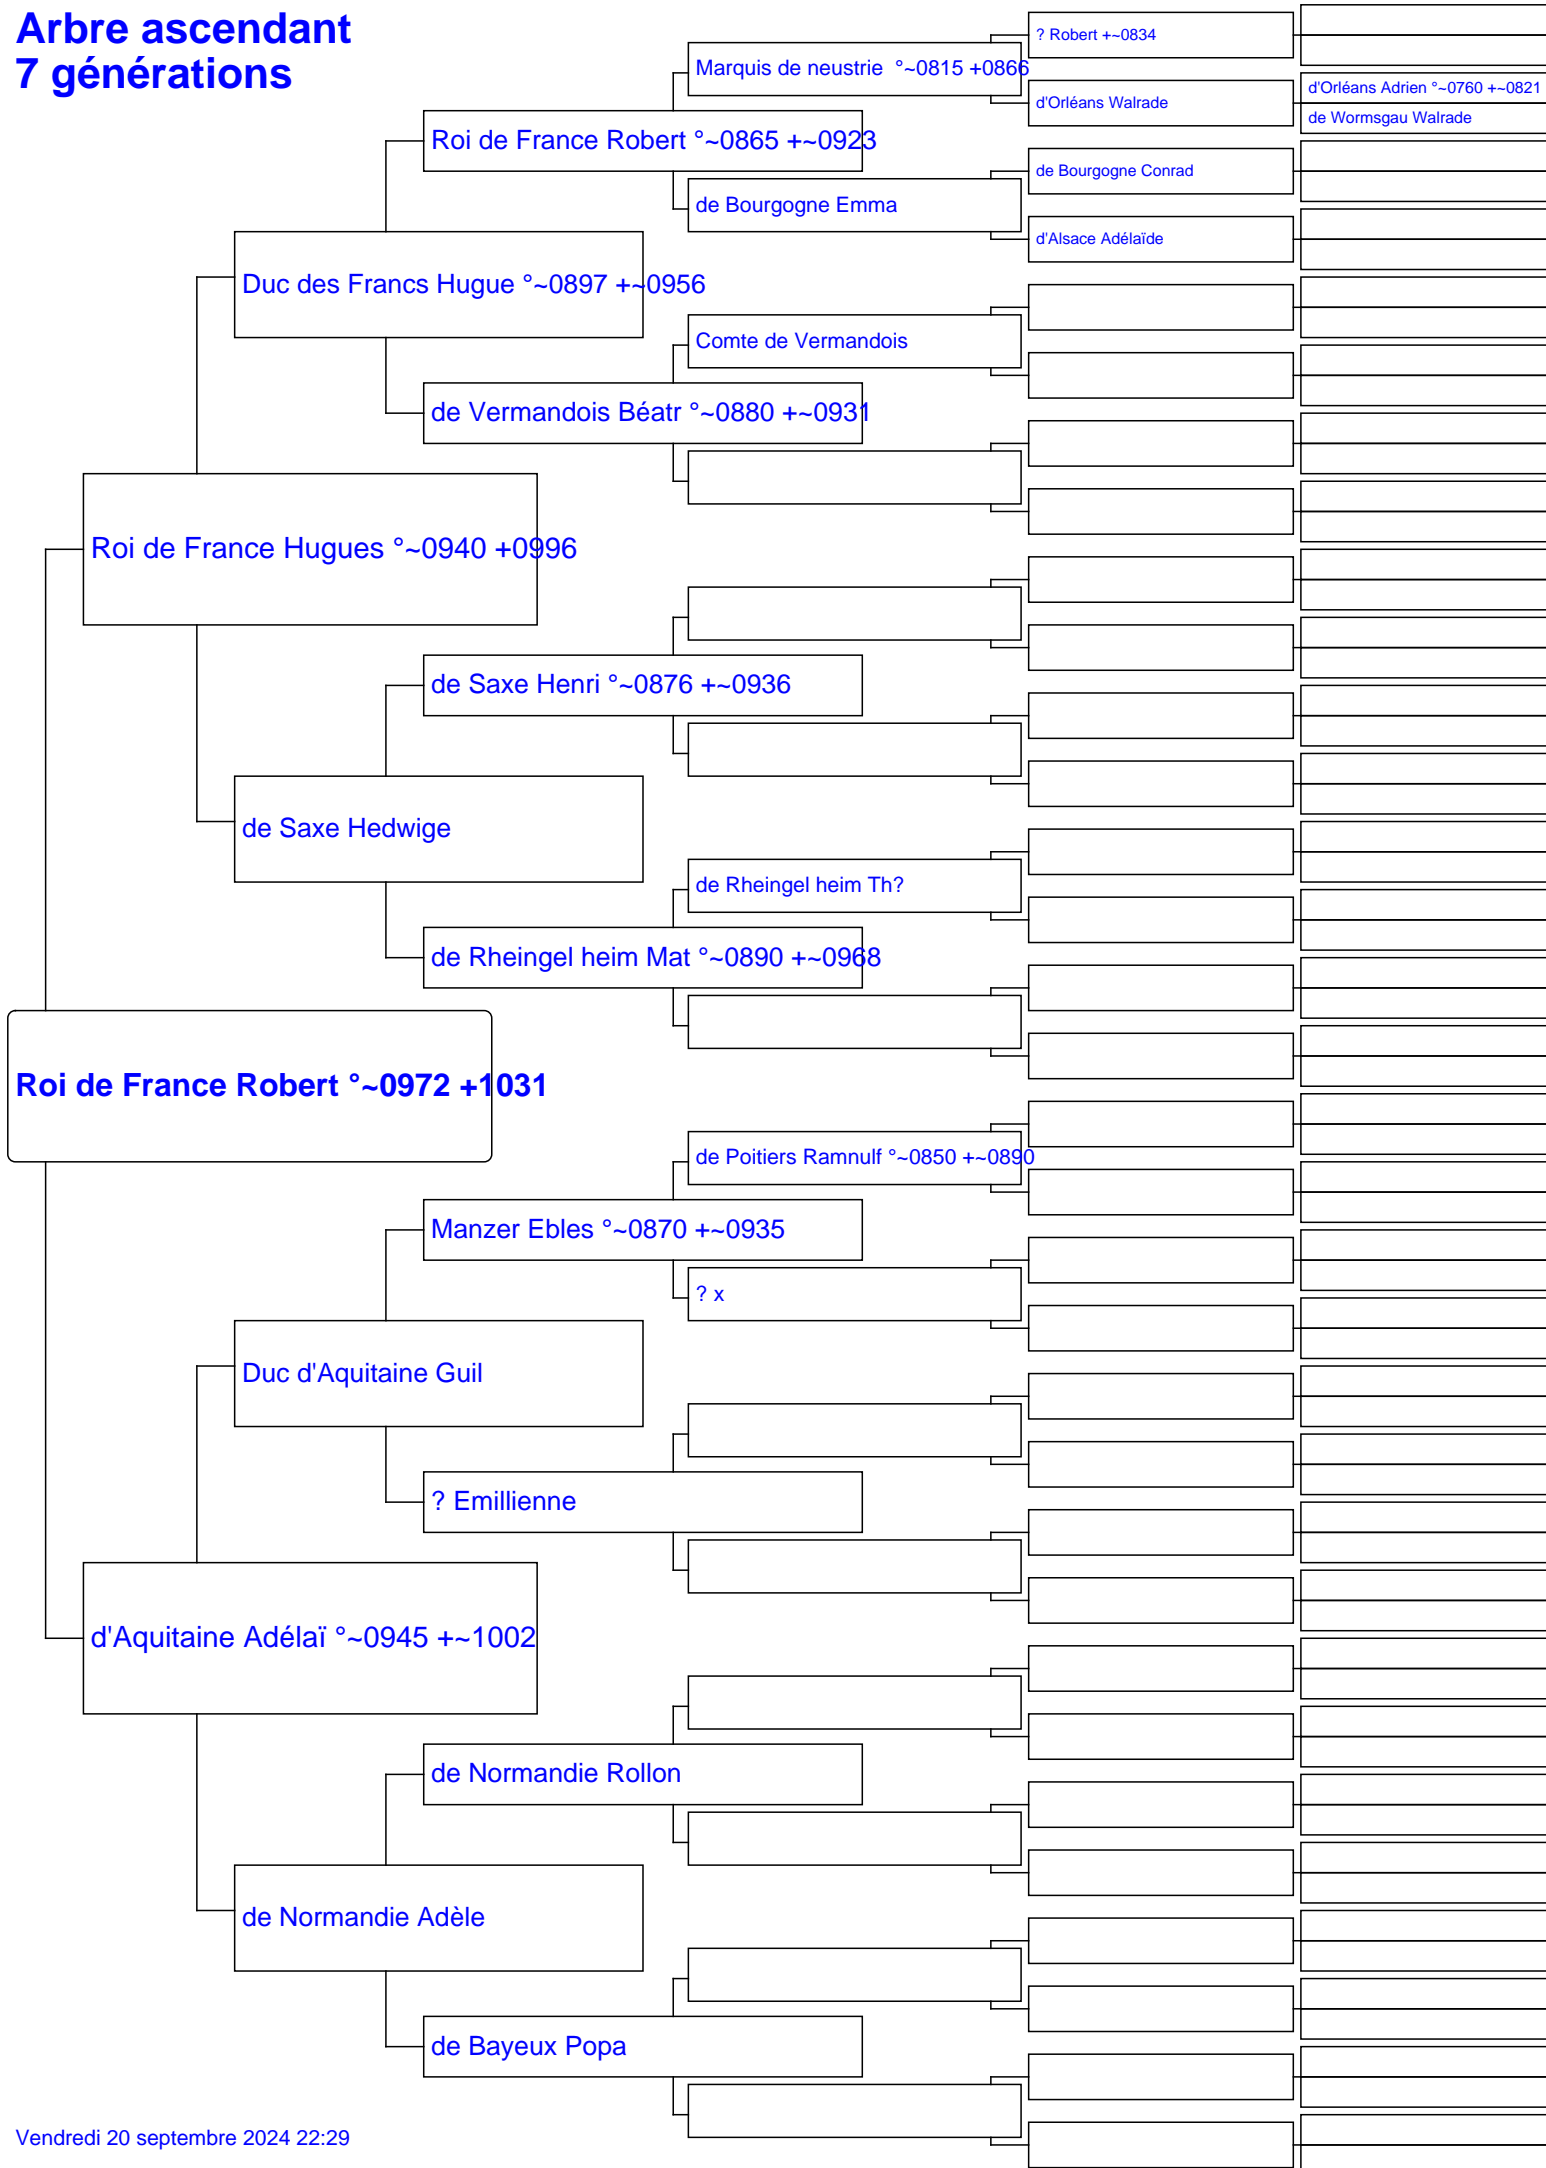 Arbre ascendant
7 générations
? Robert +~0834
Marquis de neustrie  °~0815 +0866
d'Orléans Adrien °~0760 +~0821
d'Orléans Walrade
de Wormsgau Walrade
Roi de France Robert °~0865 +~0923
de Bourgogne Conrad
de Bourgogne Emma
d'Alsace Adélaïde
Duc des Francs Hugue °~0897 +~0956
Comte de Vermandois
de Vermandois Béatr °~0880 +~0931
Roi de France Hugues °~0940 +0996
de Saxe Henri °~0876 +~0936
de Saxe Hedwige
de Rheingel heim Th?
de Rheingel heim Mat °~0890 +~0968
Roi de France Robert °~0972 +1031
de Poitiers Ramnulf °~0850 +~0890
Manzer Ebles °~0870 +~0935
? x
Duc d'Aquitaine Guil
? Emillienne
d'Aquitaine Adélaï °~0945 +~1002
de Normandie Rollon
de Normandie Adèle
de Bayeux Popa
Vendredi 20 septembre 2024 22:29